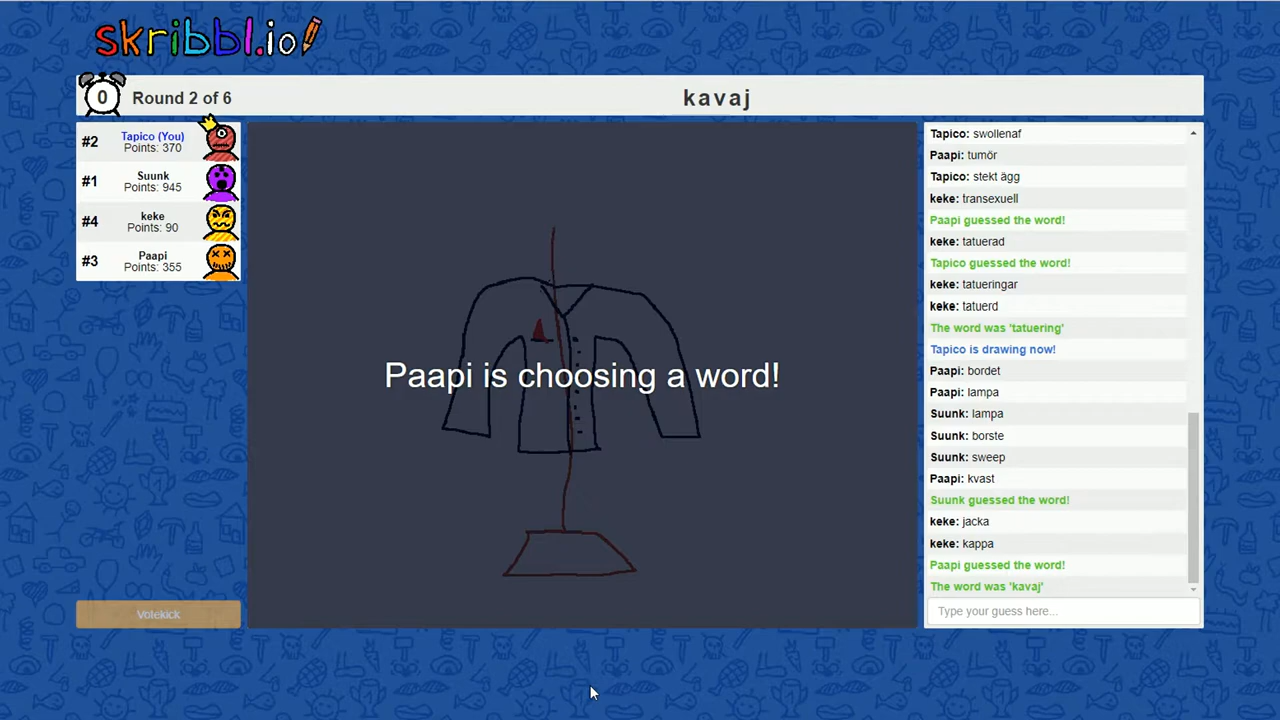 skribbl.io
0
Round 2 of 6
kavaj
#2
Tapico (You)
Points: 370
#1
Suunk
Points: 945
#4
keke
Points: 90
#3
Paapi
Points: 355
Votekick
Paapi is choosing a word!
Tapico: swollenaf
Paapi: tumör
Tapico: stekt ägg
keke: transexuell
Paapi guessed the word!
keke: tatuerad
Tapico guessed the word!
keke: tatueringar
keke: tatuerd
The word was 'tatuering'
Tapico is drawing now!
Paapi: bordet
Paapi: lampa
Suunk: lampa
Suunk: borste
Suunk: sweep
Paapi: kvast
Suunk guessed the word!
keke: jacka
keke: kappa
Paapi guessed the word!
The word was 'kavaj'
Type your guess here...